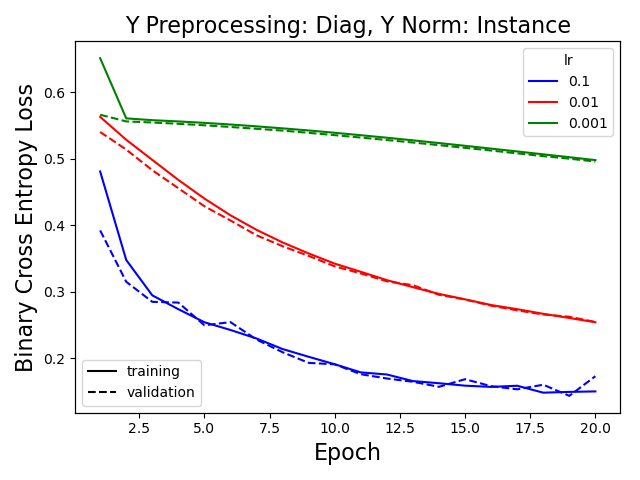 Y Preprocessing: Diag, Y Norm: Instance
Binary Cross Entropy Loss
0.6
0.5
0.4
0.3
0.2
lr
0.1
0.01
0.001
training
validation
2.5 5.0 7.5 10.0 12.5 15.0 17.5 20.0
Epoch